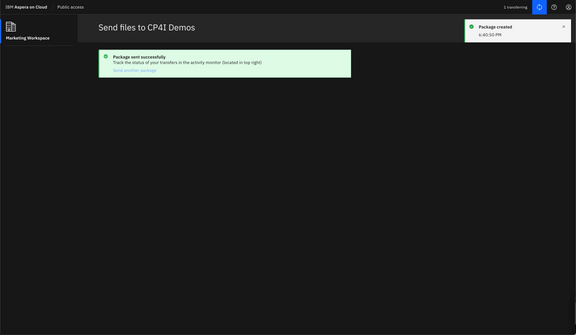 IBM Aspera on Cloud
Public access
1 transferring
Marketing Workspace
Send files to CP4I Demos
Package created
6:40:50 PM
Package sent successfully
Track the status of your transfers in the activity monitor (located in top right)
Send another package